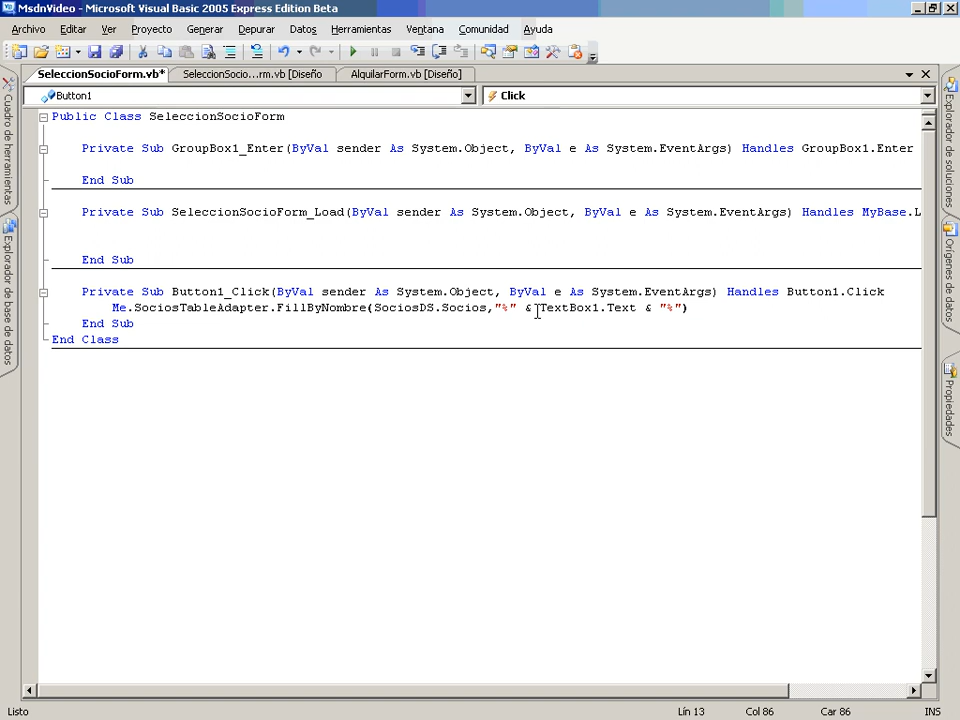 MsdnVideo - Microsoft Visual Basic 2005 Express Edition Beta
Archivo Editar Ver Proyecto Generar Depurar Datos Herramientas Ventana Comunidad Ayuda
SeleccionSocioForm.vb* SeleccionSocio...rm.vb [Diseño AlquilarForm.vb [Diseño]
Button1 Click
Cuadro de herramientas
Explorador de base de datos
Public Class SeleccionSocioForm
Private Sub GroupBox1_Enter(ByVal sender As System.Object, ByVal e As System.EventArgs) Handles GroupBox1.Enter
End Sub
Private Sub SeleccionSocioForm_Load(ByVal sender As System.Object, ByVal e As System.EventArgs) Handles MyBase.L
End Sub
Private Sub Button1_Click(ByVal sender As System.Object, ByVal e As System.EventArgs) Handles Button1.Click
Me.SociosTableAdapter.FillByNombre(SociosDS.Socios,"%" & TextBox1.Text & "%")
End Sub
End Class
Explorador de soluciones
Orígenes de datos
Propiedades
Listo Lín 13 Col 86 Car 86 INS